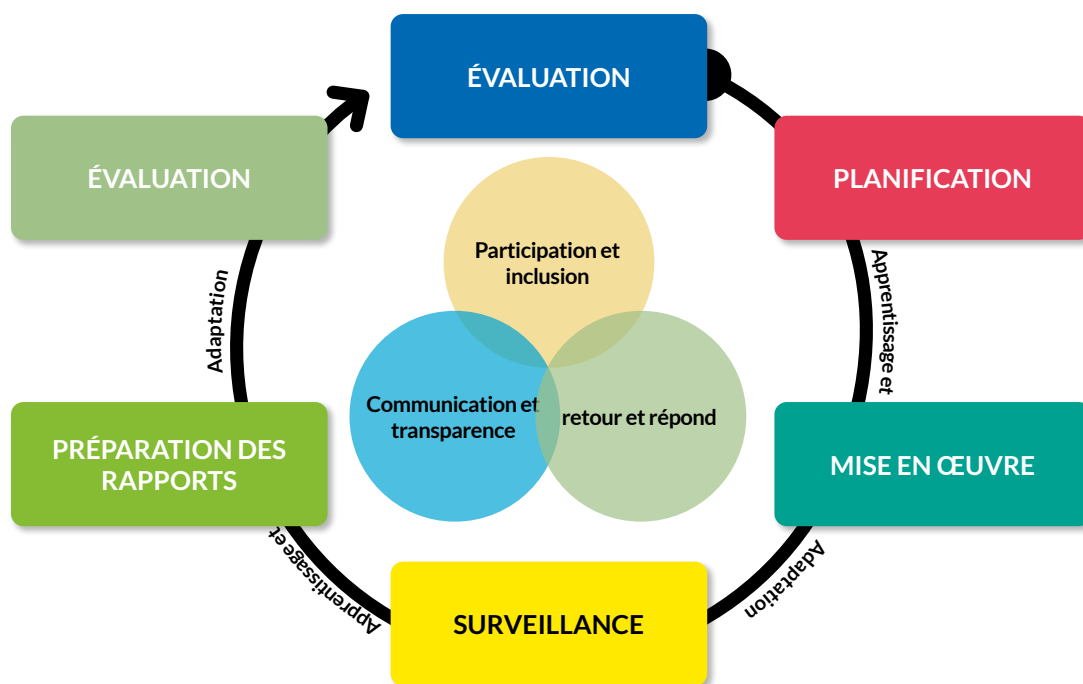 ÉVALUATION
PLANIFICATION
Apprentissage et
MISE EN ŒUVRE
Adaptation
SURVEILLANCE
Apprentissage et
PRÉPARATION DES
RAPPORTS
Adaptation
ÉVALUATION
Participation et
inclusion
Communication et
transparence
retour et répond